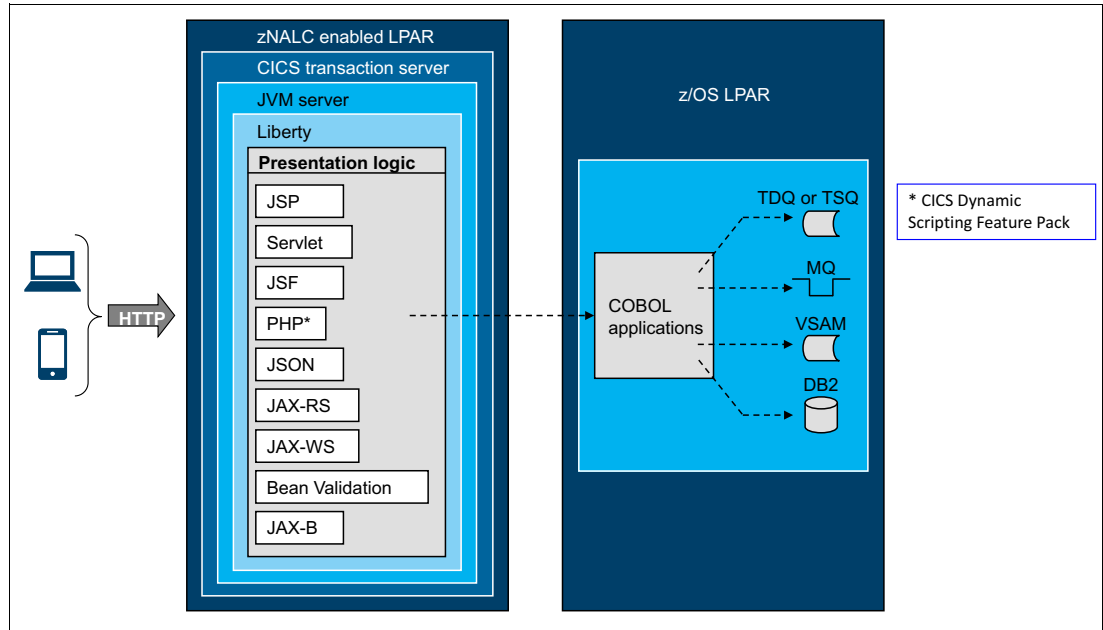 zNALC enabled LPAR
CICS transaction server
JVM server
Liberty
Presentation logic
JSP
Servlet
JSF
PHP*
JSON
JAX-RS
JAX-WS
Bean Validation
JAX-B
HTTP
z/OS LPAR
COBOL
applications
TDQ or TSQ
MQ
VSAM
DB2
* CICS Dynamic
Scripting Feature Pack